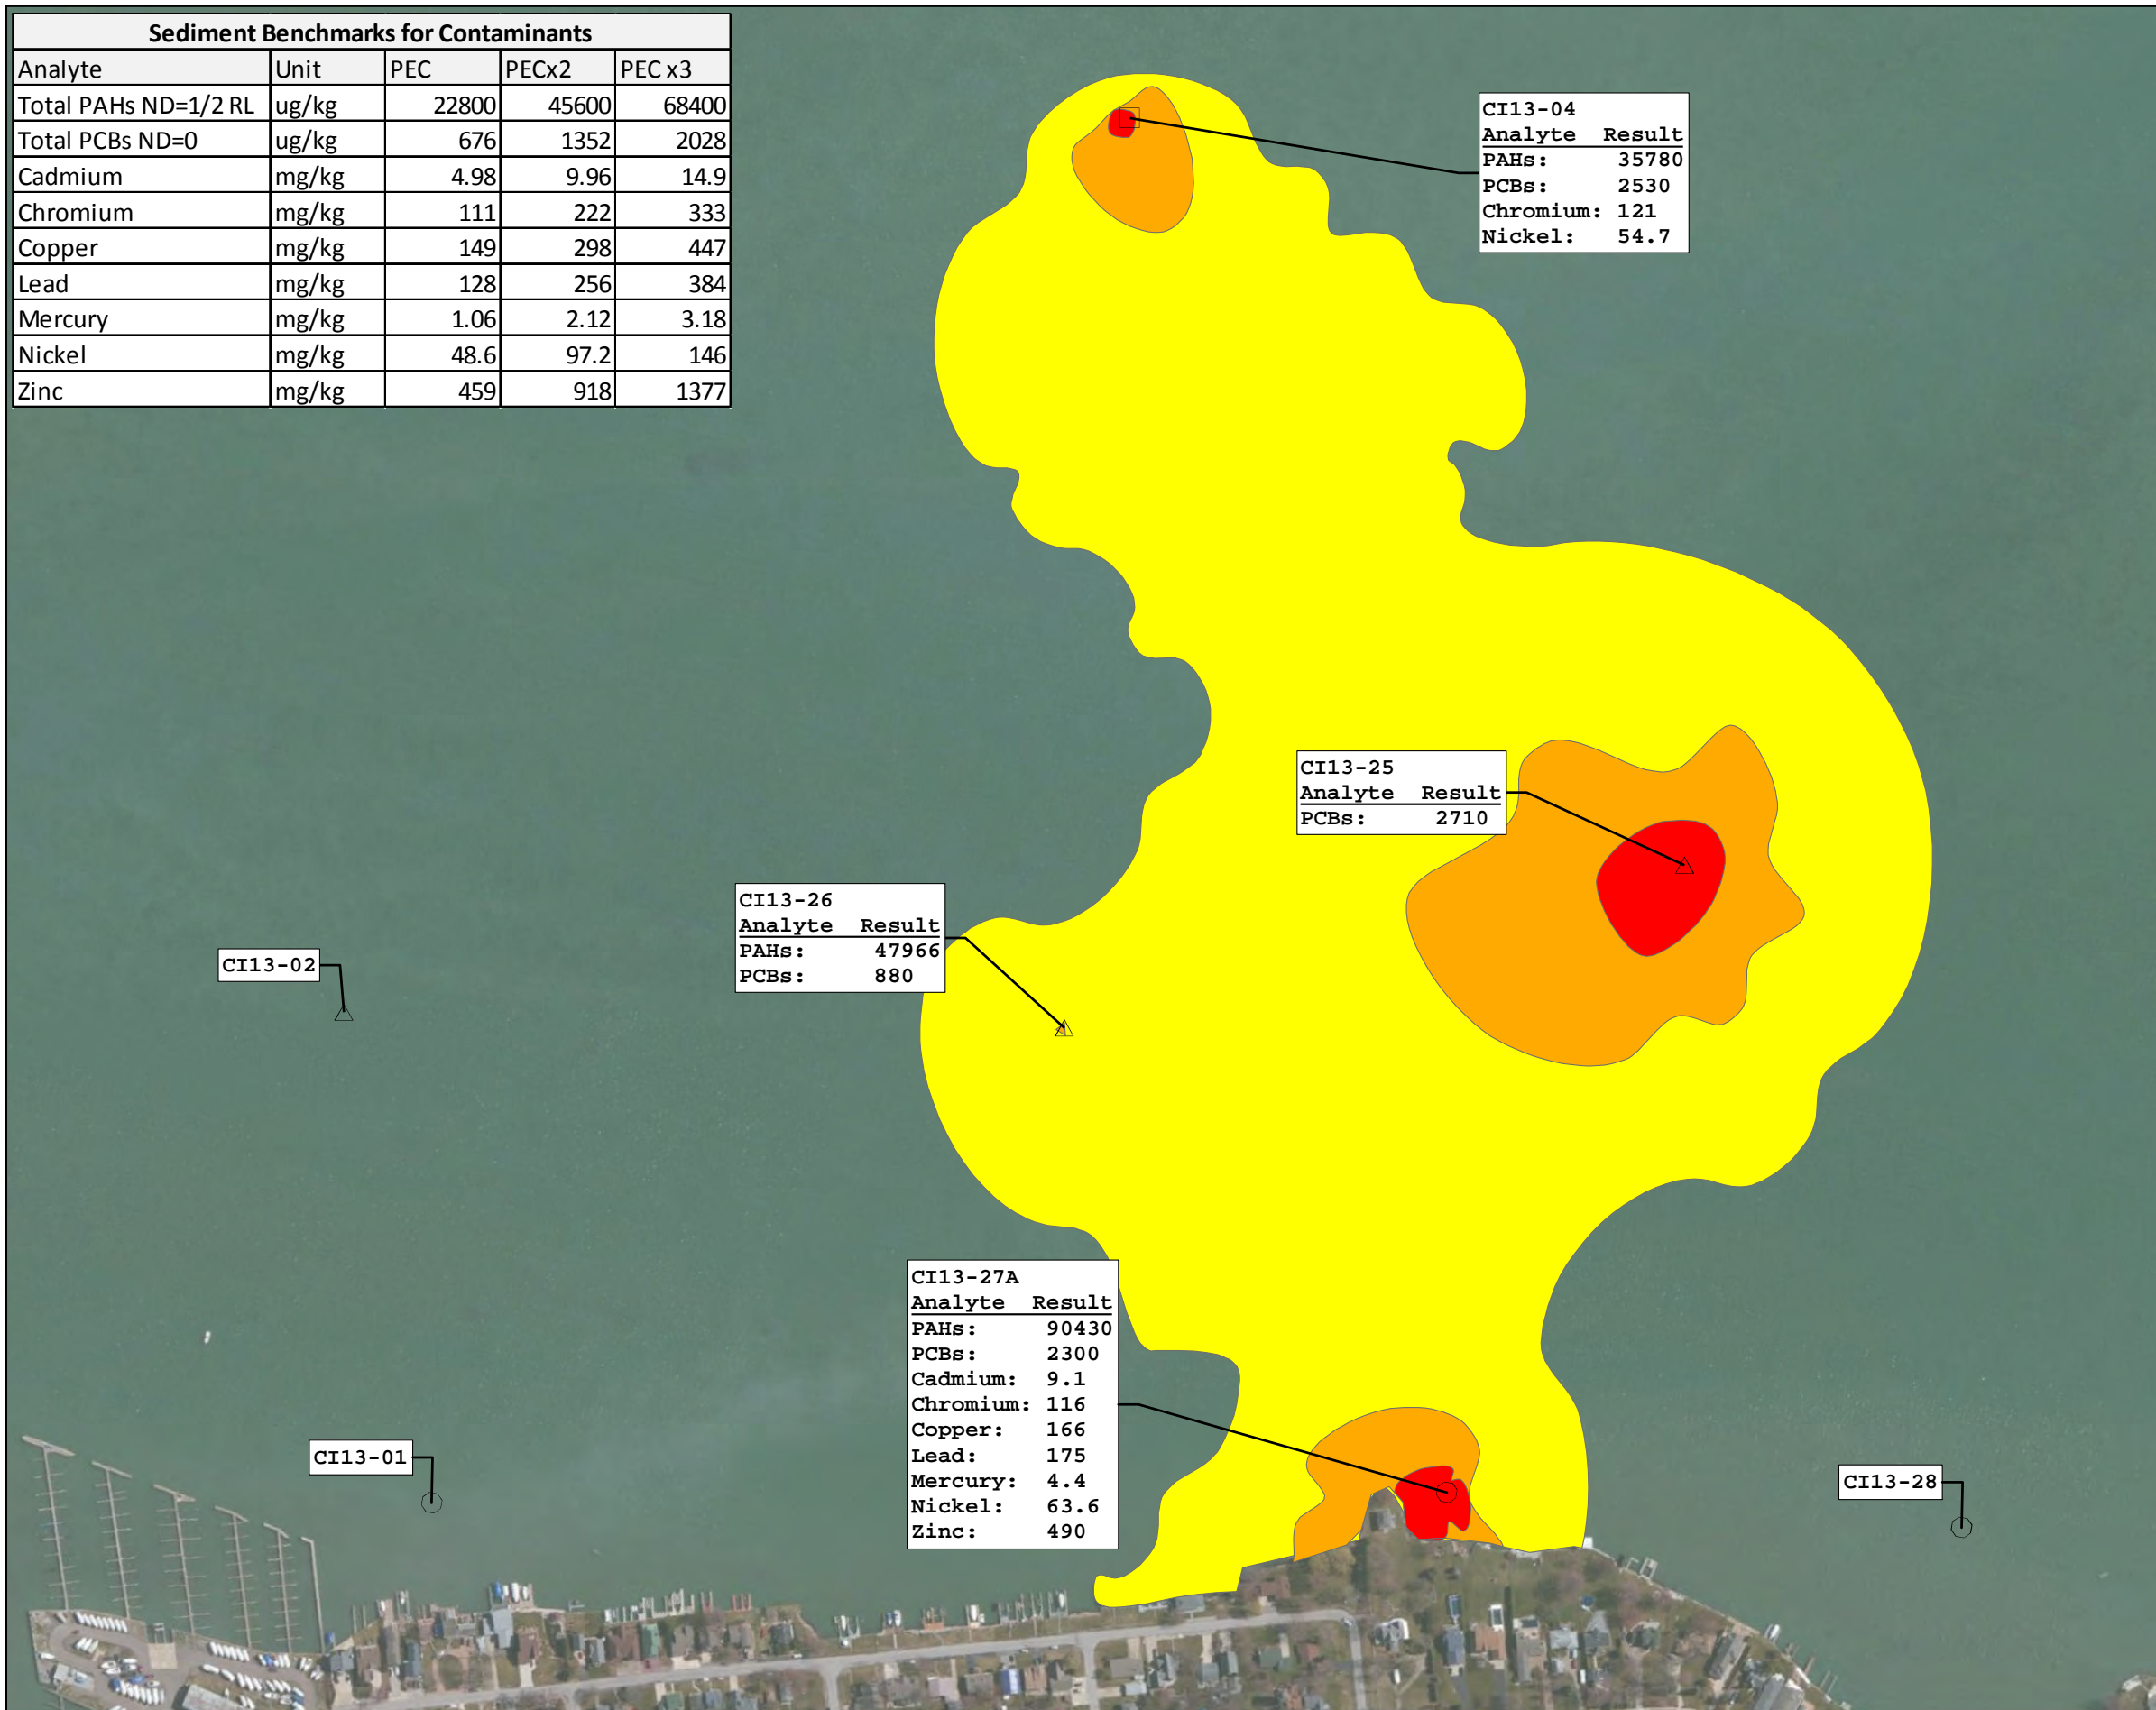 Sediment Benchmarks for Contaminants
Analyte Unit PEC PECx2 PEC x3
Total PAHs ND=1/2 RL ug/kg 22800 45600 68400
Total PCBs ND=0 ug/kg 676 1352 2028
Cadmium mg/kg 4.98 9.96 14.9
Chromium mg/kg 111 222 333
Copper mg/kg 149 298 447
Lead mg/kg 128 256 384
Mercury mg/kg 1.06 2.12 3.18
Nickel mg/kg 48.6 97.2 146
Zinc mg/kg 459 918 1377
CI13-04
Analyte Result
PAHs: 35780
PCBs: 2530
Chromium: 121
Nickel: 54.7
CI13-25
Analyte Result
PCBs: 2710
CI13-26
Analyte Result
PAHs: 47966
PCBs: 880
CI13-02
CI13-27A
Analyte Result
PAHs: 90430
PCBs: 2300
Cadmium: 9.1
Chromium: 116
Copper: 166
Lead: 175
Mercury: 4.4
Nickel: 63.6
Zinc: 490
CI13-01
CI13-28